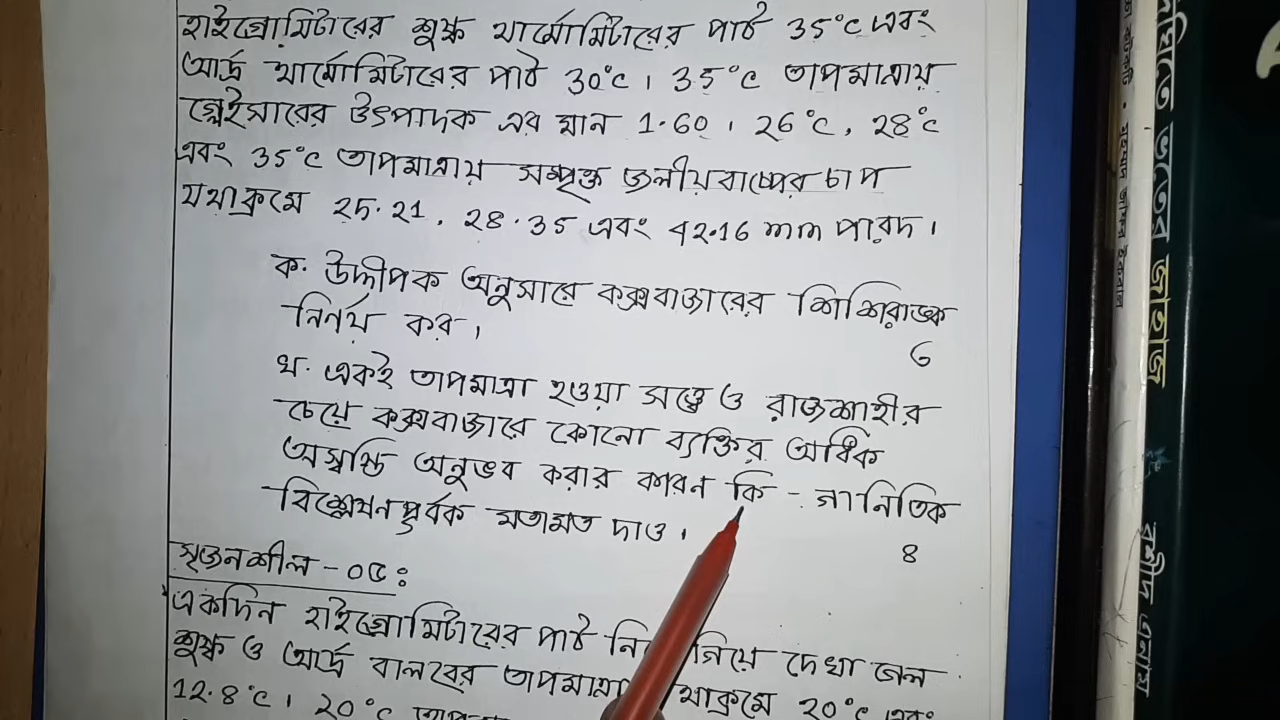 হাইগ্রোমিটারের শুষ্ক থার্মোমিটারের পাঠ 35°C এবং
আর্দ্র থার্মোমিটারের পাঠ 30°C। 35°C তাপমাত্রায়
গ্লেইসারের উৎপাদক এর মান 1.60। 26°C, 28°C
এবং 35°C তাপমাত্রায় সম্পৃক্ত জলীয়বাষ্পের চাপ
যথাক্রমে 25.21, 28.35 এবং 42.16 mm পারদ।
ক. উদ্দীপক অনুসারে কক্সবাজারের শিশিরাঙ্ক
নির্ণয় কর।
৩
খ. একই তাপমাত্রা হওয়া সত্ত্বেও রাজশাহীর
চেয়ে কক্সবাজারে কোনো ব্যক্তির অধিক
অস্বস্তি অনুভব করার কারন কি - গানিতিক
বিশ্লেষনপূর্বক মতামত দাও।
৪
সৃজনশীল - ০৫:
একদিন হাইগ্রোমিটারের পাঠ গিয়ে দেখা গেল
শুষ্ক ও আর্দ্র বালবের তাপমাত্রা যথাক্রমে 20°C এবং
12.8°C। 20°C